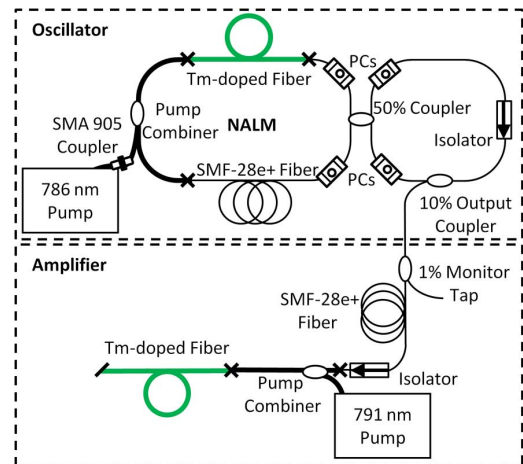 Oscillator
PCs
Tm-doped Fiber
SMA 905
Coupler
Pump
Combiner
NALM
50% Coupler
Isolator
SMF-28e+ Fiber
PCs
786 nm
Pump
10% Output
Coupler
Amplifier
1% Monitor
Tap
SMF-28e+
Fiber
Tm-doped Fiber
Pump
Combiner
Isolator
791 nm
Pump